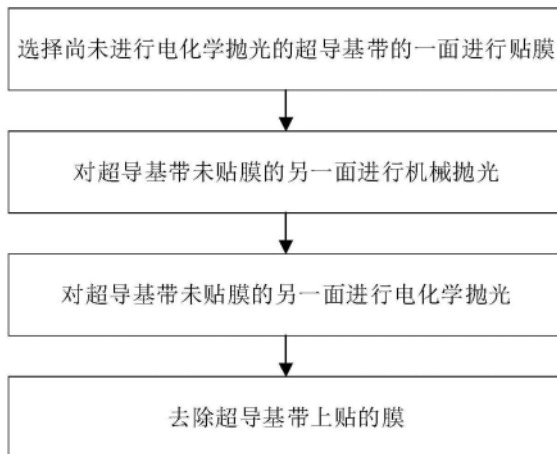 选择尚未进行电化学抛光的超导基带的一面进行贴膜
对超导基带未贴膜的另一面进行机械抛光
对超导基带未贴膜的另一面进行电化学抛光
去除超导基带上贴的膜